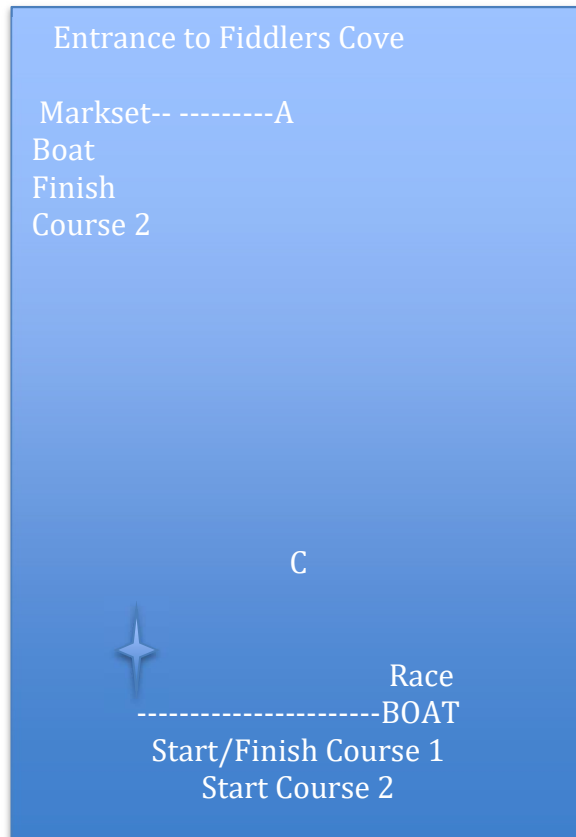 Entrance to Fiddlers Cove
Markset-- ---------A
Boat
Finish
Course 2
C
Race
-----------------------BOAT
Start/Finish Course 1
Start Course 2